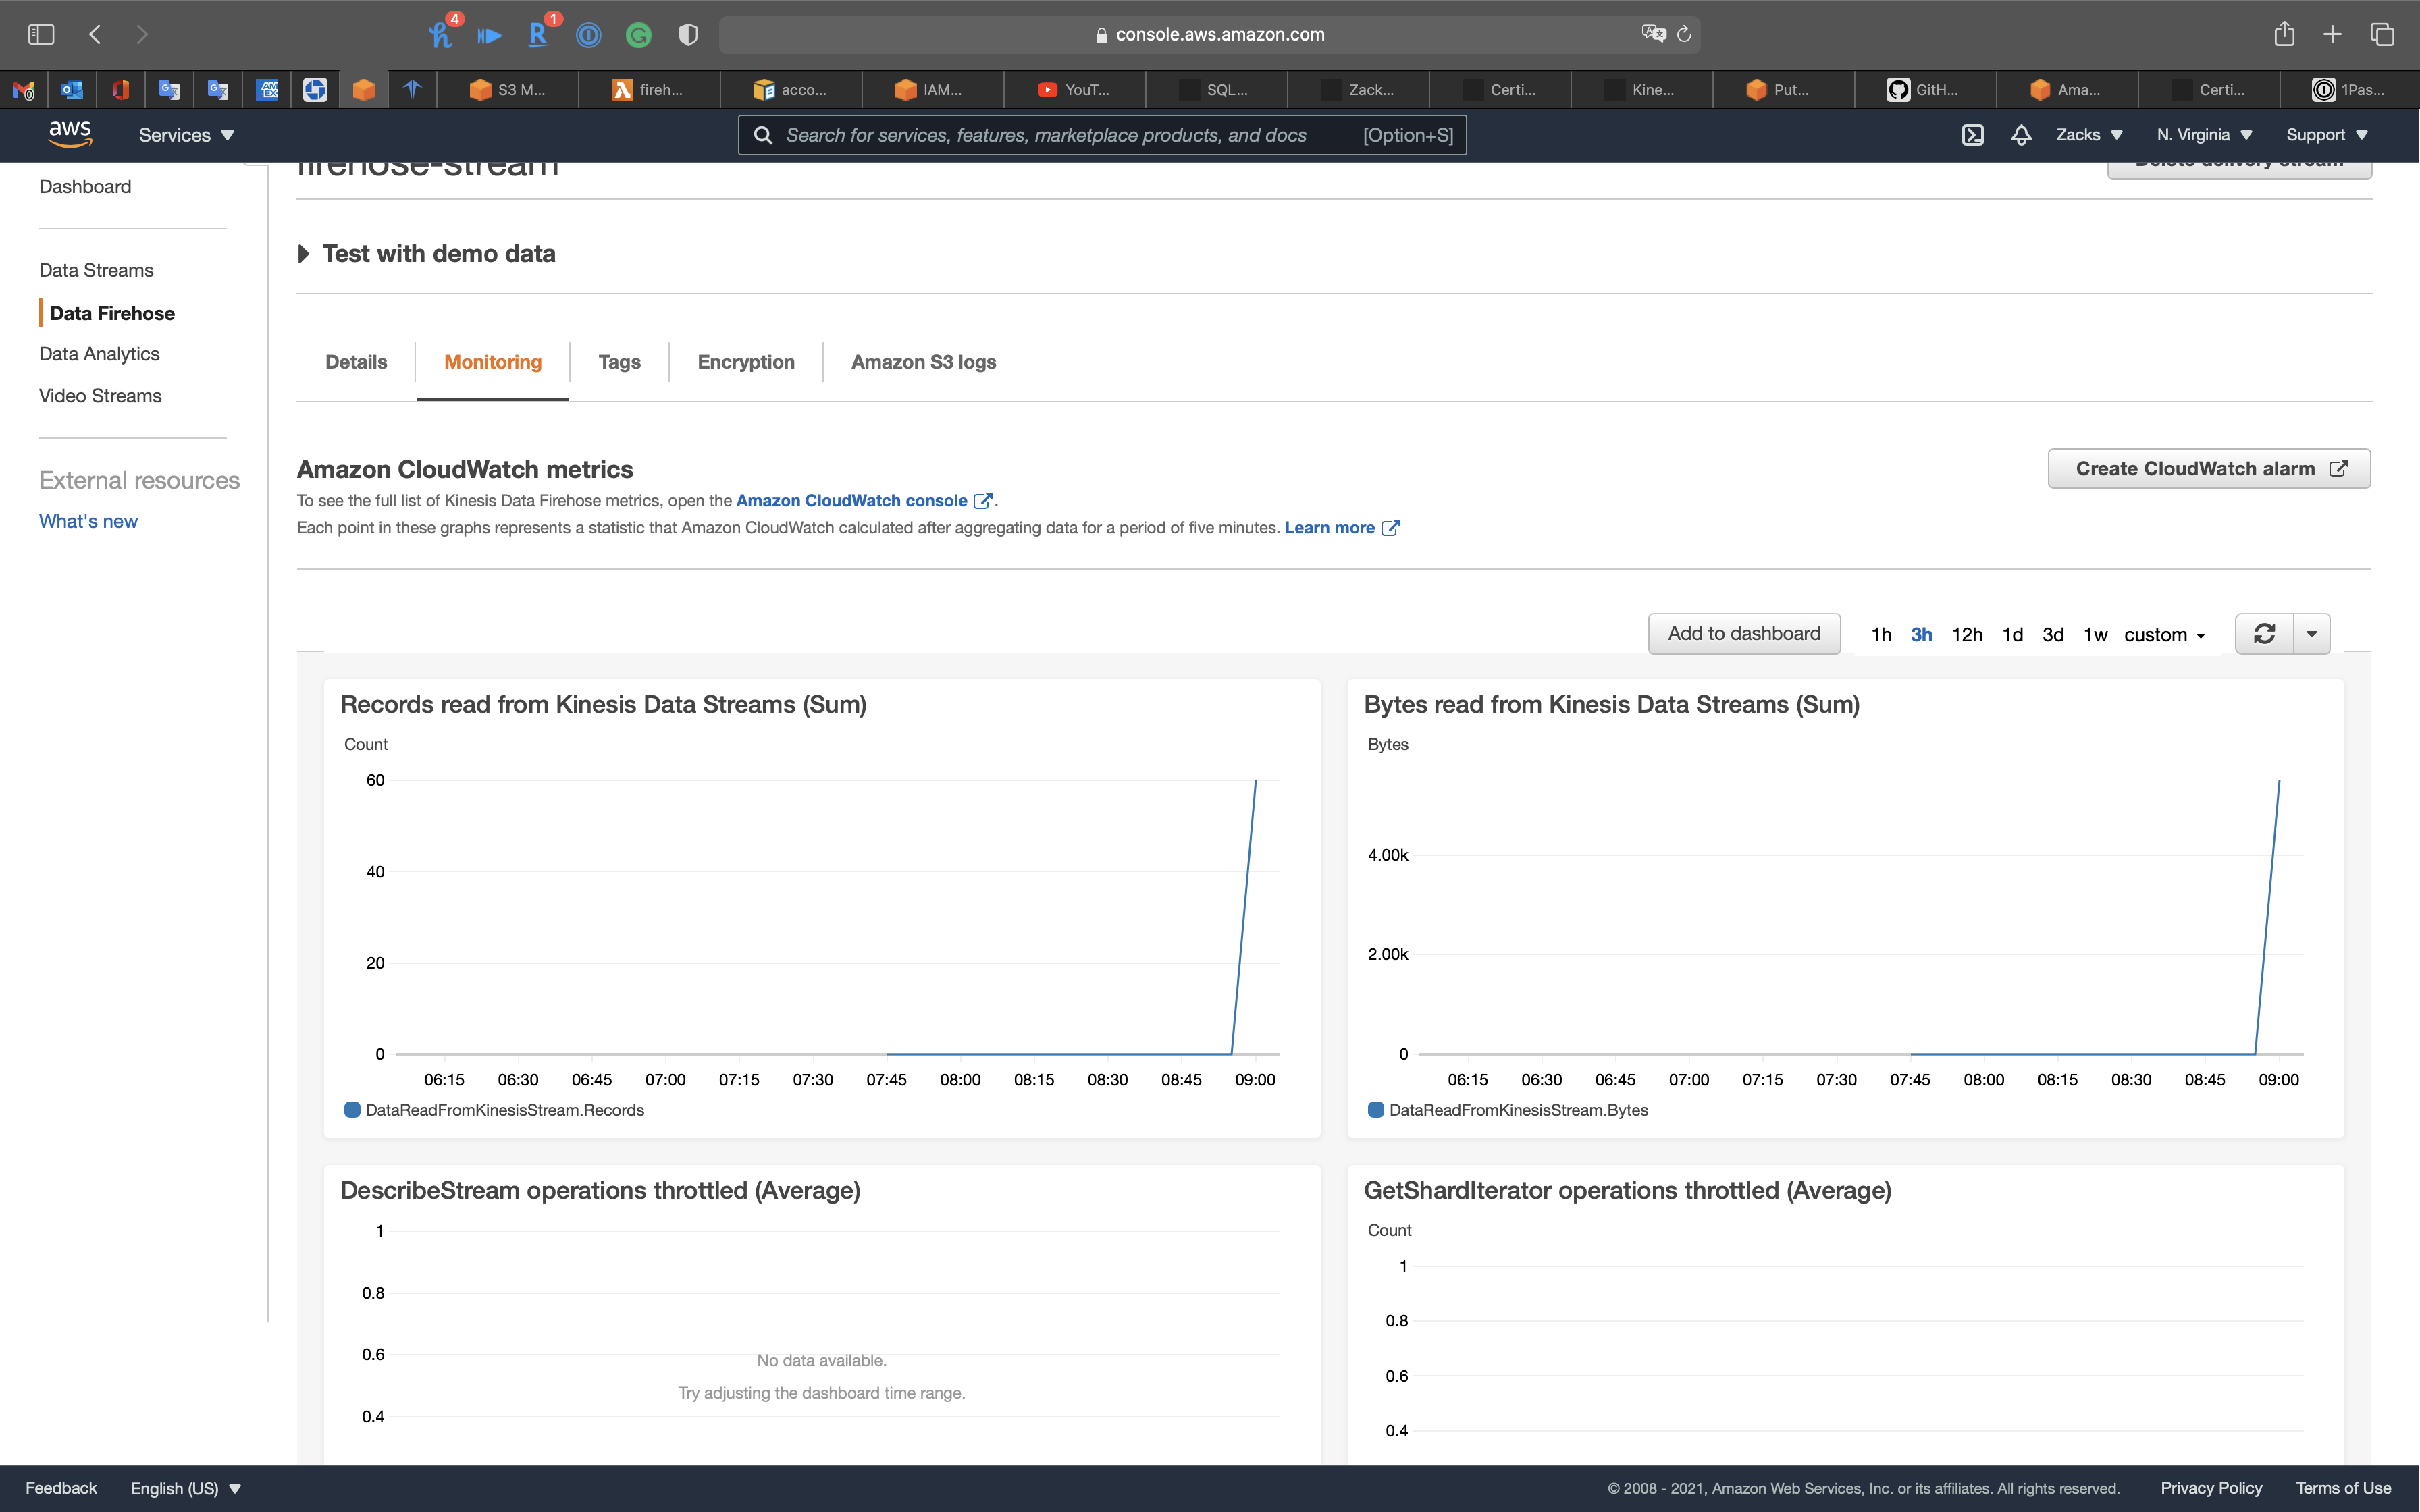 4
1
console.aws.amazon.com
S3 M...
fireh...
acco...
IAM...
YouT...
SQL...
Zack...
Certi...
Kine...
Put...
GitH...
Ama...
Certi...
1Pas...
aws
Services
Search for services, features, marketplace products, and docs [Option+S]
Zacks
N. Virginia
Support
Dashboard
Data Streams
Data Firehose
Data Analytics
Video Streams
External resources
What's new
firehose-stream
Delete delivery stream
Test with demo data
Details
Monitoring
Tags
Encryption
Amazon S3 logs
Amazon CloudWatch metrics
Create CloudWatch alarm
To see the full list of Kinesis Data Firehose metrics, open the Amazon CloudWatch console.
Each point in these graphs represents a statistic that Amazon CloudWatch calculated after aggregating data for a period of five minutes. Learn more
Add to dashboard
1h 3h 12h 1d 3d 1w custom
Records read from Kinesis Data Streams (Sum)
Count
60
40
20
0
06:15 06:30 06:45 07:00 07:15 07:30 07:45 08:00 08:15 08:30 08:45 09:00
DataReadFromKinesisStream.Records
Bytes read from Kinesis Data Streams (Sum)
Bytes
4.00k
2.00k
0
06:15 06:30 06:45 07:00 07:15 07:30 07:45 08:00 08:15 08:30 08:45 09:00
DataReadFromKinesisStream.Bytes
DescribeStream operations throttled (Average)
1
0.8
0.6
0.4
No data available.
Try adjusting the dashboard time range.
GetShardIterator operations throttled (Average)
Count
1
0.8
0.6
0.4
Feedback
English (US)
© 2008 - 2021, Amazon Web Services, Inc. or its affiliates. All rights reserved.
Privacy Policy
Terms of Use